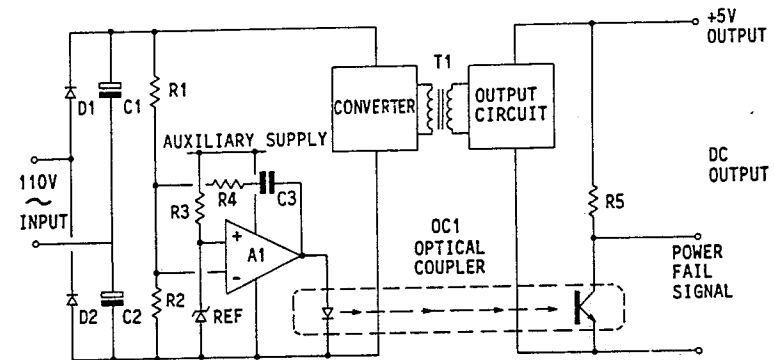 +5V
OUTPUT
T1
D1
C1
R1
CONVERTER
OUTPUT
CIRCUIT
AUXILIARY SUPPLY
DC
OUTPUT
110V
~
INPUT
R4
C3
R3
R5
OC1
OPTICAL
COUPLER
+
A1
-
POWER
FAIL
SIGNAL
D2
C2
R2
REF